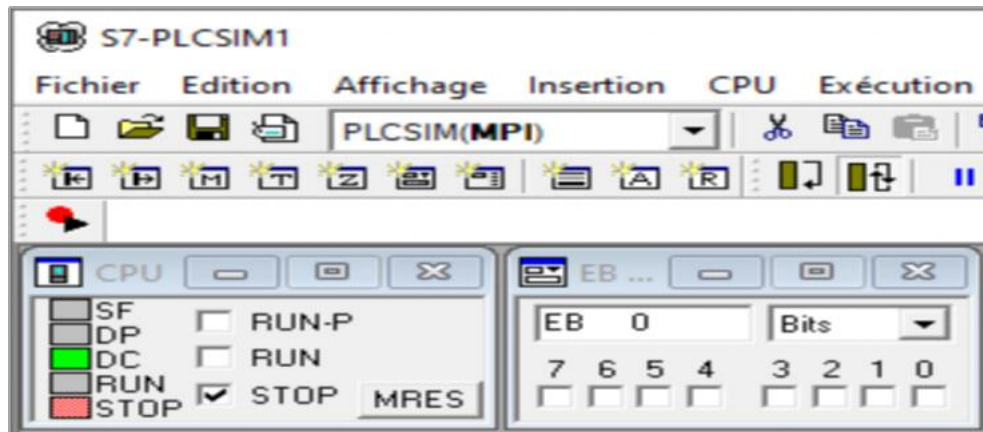 S7-PLCSIM1
Fichier Edition Affichage Insertion CPU Exécution
PLCSIM(MPI)
CPU
SF
DP
DC
RUN
STOP
RUN-P
RUN
STOP
MRES
EB ...
EB 0 Bits
7 6 5 4 3 2 1 0